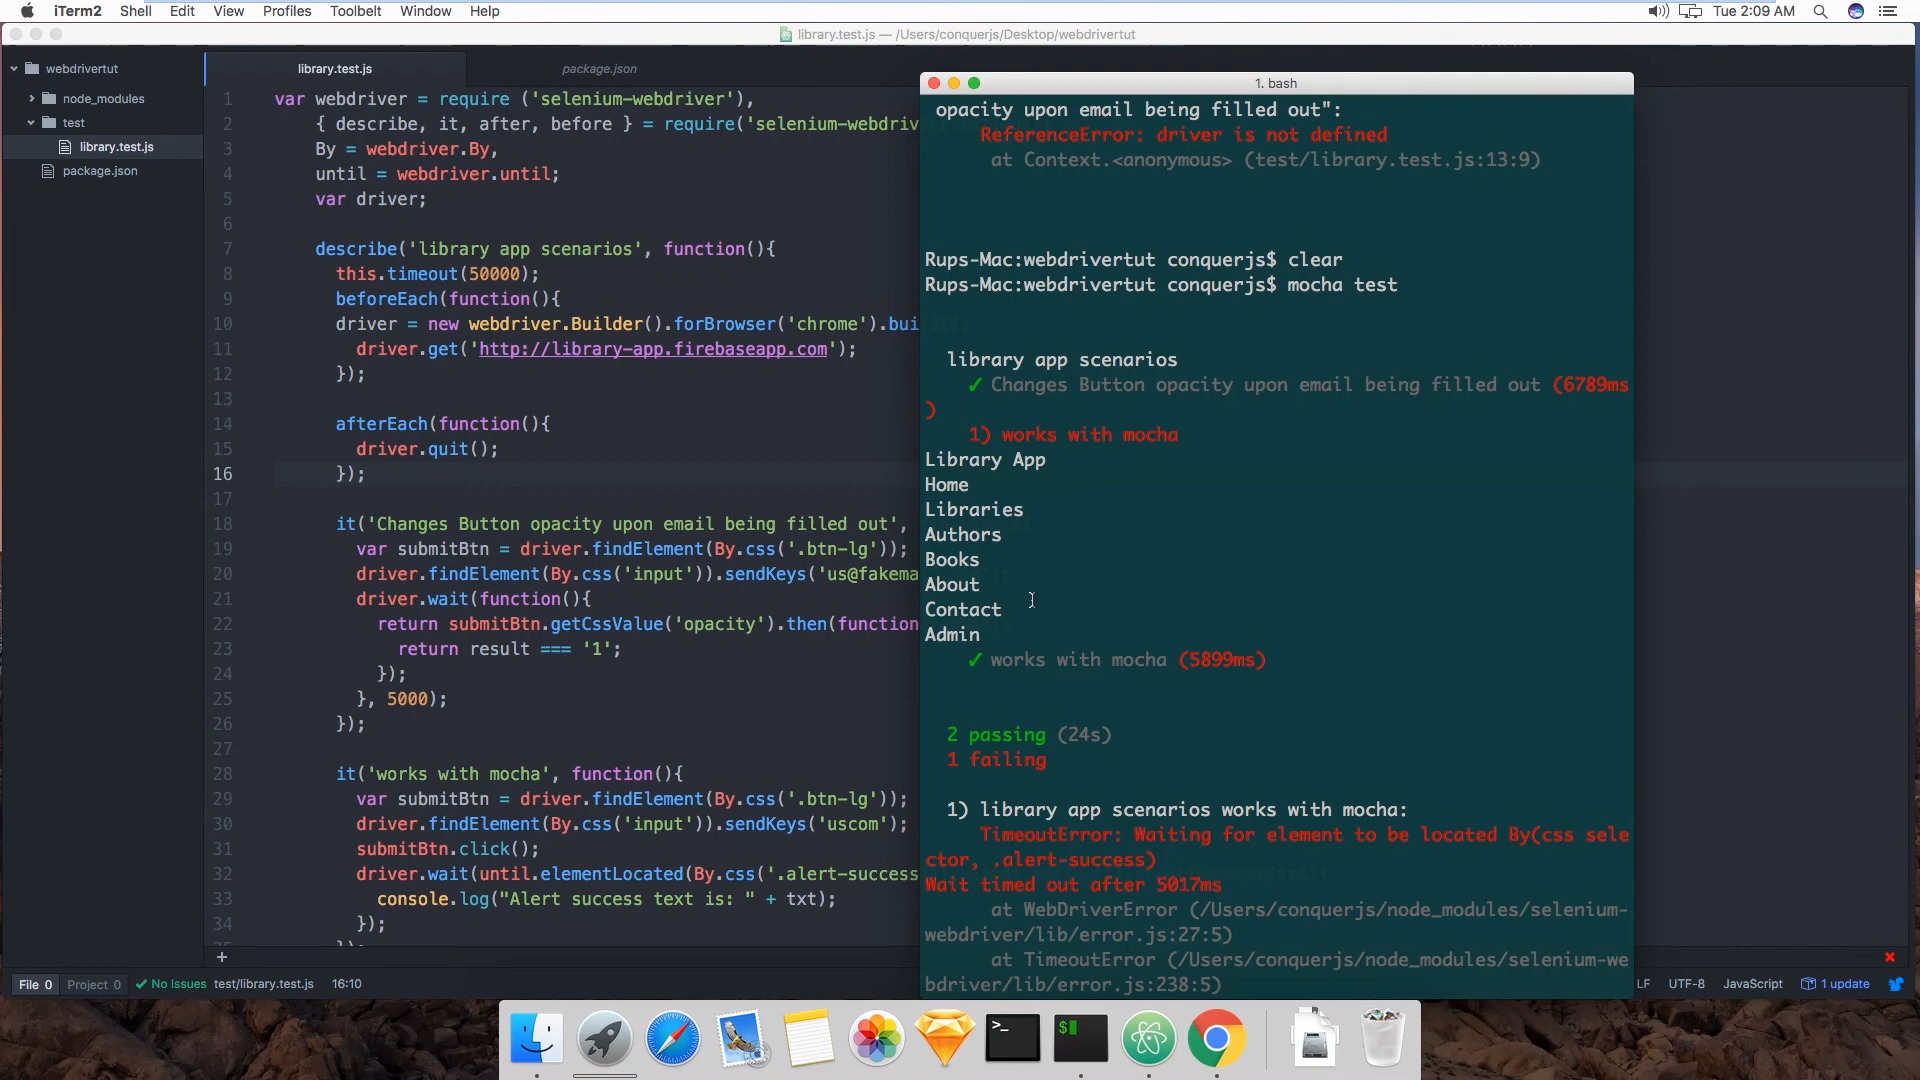 iTerm2 Shell Edit View Profiles Toolbelt Window Help Tue 2:09 AM
library.test.js — /Users/conquerjs/Desktop/webdrivertut
webdrivertut
node_modules
test
library.test.js
package.json
library.test.js package.json
1 var webdriver = require ('selenium-webdriver'),
2 { describe, it, after, before } = require('selenium-webdriv
3 By = webdriver.By,
4 until = webdriver.until;
5 var driver;
6
7 describe('library app scenarios', function(){
8 this.timeout(50000);
9 beforeEach(function(){
10 driver = new webdriver.Builder().forBrowser('chrome').bui
11 driver.get('http://library-app.firebaseapp.com');
12 });
13
14 afterEach(function(){
15 driver.quit();
16 });
17
18 it('Changes Button opacity upon email being filled out',
19 var submitBtn = driver.findElement(By.css('.btn-lg'));
20 driver.findElement(By.css('input')).sendKeys('us@fakema
21 driver.wait(function(){
22 return submitBtn.getCssValue('opacity').then(function
23 return result === '1';
24 });
25 }, 5000);
26 });
27
28 it('works with mocha', function(){
29 var submitBtn = driver.findElement(By.css('.btn-lg'));
30 driver.findElement(By.css('input')).sendKeys('uscom');
31 submitBtn.click();
32 driver.wait(until.elementLocated(By.css('.alert-success
33 console.log("Alert success text is: " + txt);
34 });
1. bash
opacity upon email being filled out":
ReferenceError: driver is not defined
at Context.<anonymous> (test/library.test.js:13:9)
Rups-Mac:webdrivertut conquerjs$ clear
Rups-Mac:webdrivertut conquerjs$ mocha test
library app scenarios
✓ Changes Button opacity upon email being filled out (6789ms
)
1) works with mocha
Library App
Home
Libraries
Authors
Books
About
Contact
Admin
✓ works with mocha (5899ms)
2 passing (24s)
1 failing
1) library app scenarios works with mocha:
TimeoutError: Waiting for element to be located By(css sele
ctor, .alert-success)
Wait timed out after 5017ms
at WebDriverError (/Users/conquerjs/node_modules/selenium-
webdriver/lib/error.js:27:5)
at TimeoutError (/Users/conquerjs/node_modules/selenium-we
bdriver/lib/error.js:238:5)
File 0 Project 0 ✓ No Issues test/library.test.js 16:10 LF UTF-8 JavaScript 1 update